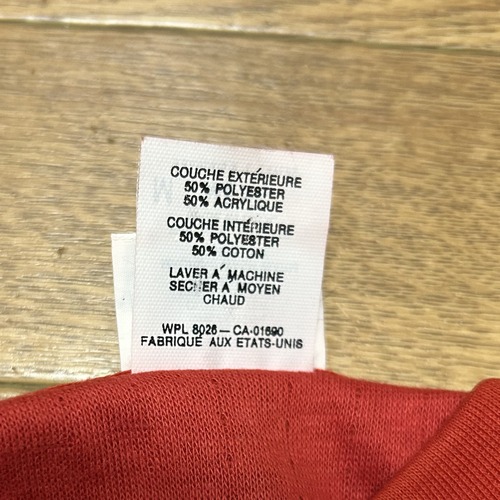 COUCHE EXTÉRIEURE
50% POLYESTER
50% ACRYLIQUE
COUCHE INTÉRIEURE
50% POLYESTER
50% COTON
LAVER A´ MACHINE
SECHER A´ MOYEN
CHAUD
WPL 8026 — CA-01690
FABRIQUÉ AUX ETATS-UNIS